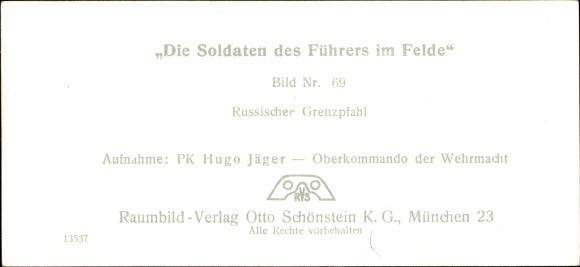 „Die Soldaten des Führers im Felde“
Bild Nr. 69
Russischer Grenzpfahl
Aufnahme: PK Hugo Jäger — Oberkommando der Wehrmacht
RVS
Raumbild-Verlag Otto Schönstein K. G., München 23
Alle Rechte vorbehalten
13537